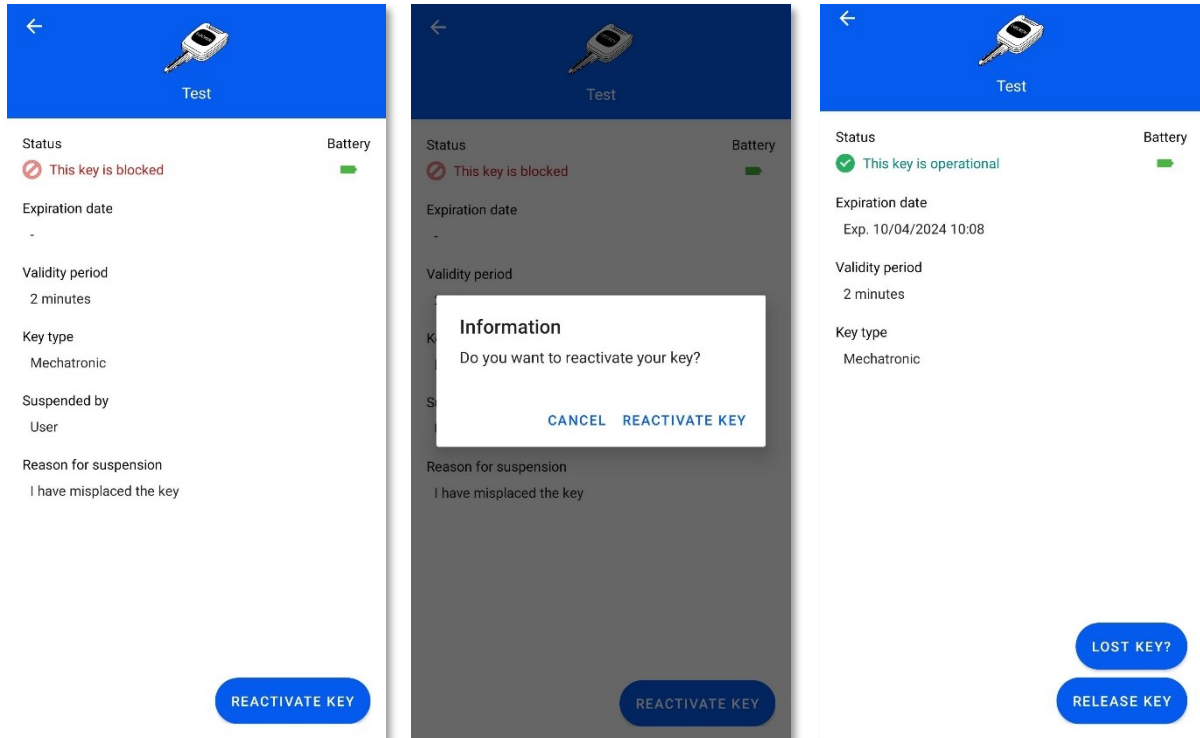 Test
Status
Battery
This key is blocked
Expiration date
-
Validity period
2 minutes
Key type
Mechatronic
Suspended by
User
Reason for suspension
I have misplaced the key
REACTIVATE KEY
Test
Status
Battery
This key is blocked
Expiration date
-
Validity period
Information
Do you want to reactivate your key?
CANCEL REACTIVATE KEY
Reason for suspension
I have misplaced the key
REACTIVATE KEY
Test
Status
Battery
This key is operational
Expiration date
Exp. 10/04/2024 10:08
Validity period
2 minutes
Key type
Mechatronic
LOST KEY?
RELEASE KEY